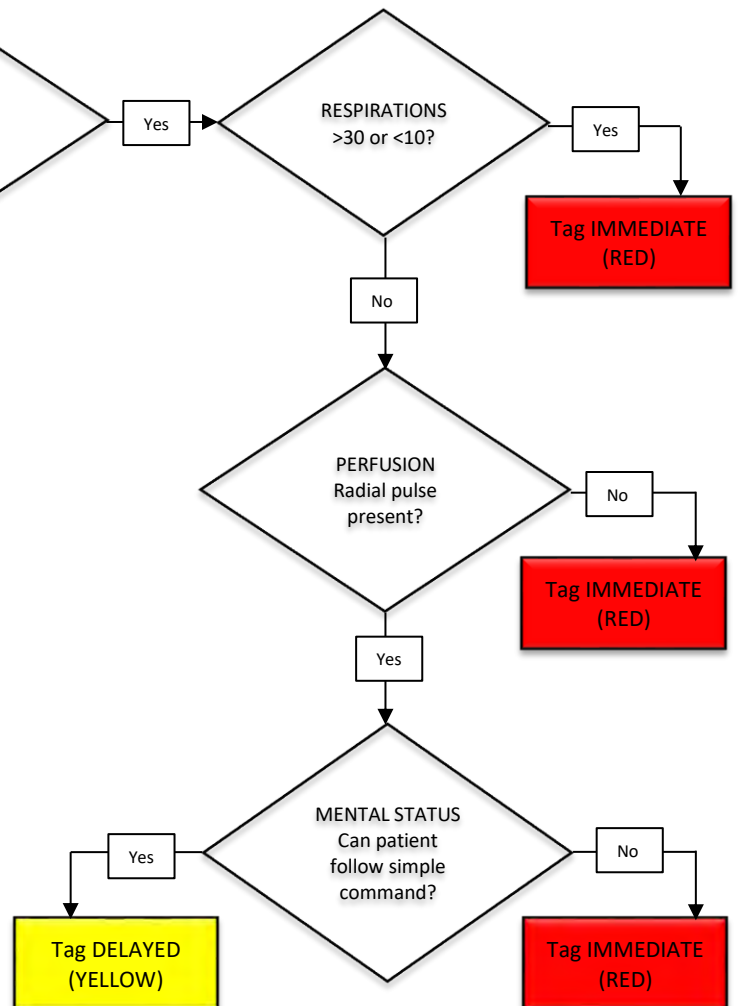 Yes
RESPIRATIONS
>30 or <10?
Yes
Tag IMMEDIATE
(RED)
No
PERFUSION
Radial pulse
present?
No
Tag IMMEDIATE
(RED)
Yes
MENTAL STATUS
Can patient
follow simple
command?
Yes
No
Tag DELAYED
(YELLOW)
Tag IMMEDIATE
(RED)